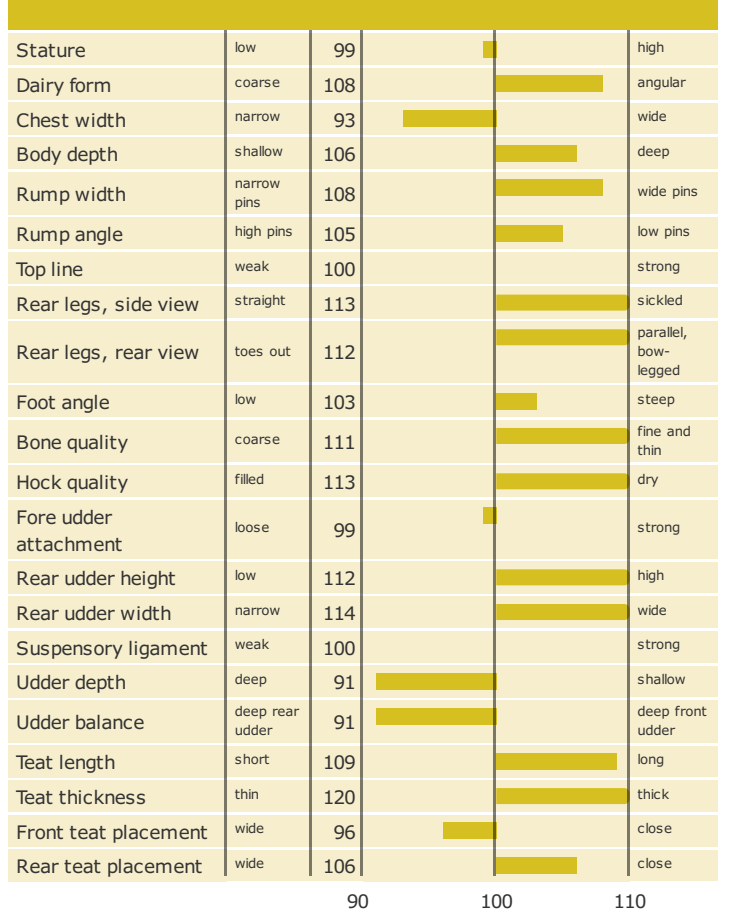 Stature low 99 high
Dairy form coarse 108 angular
Chest width narrow 93 wide
Body depth shallow 106 deep
Rump width narrow pins 108 wide pins
Rump angle high pins 105 low pins
Top line weak 100 strong
Rear legs, side view straight 113 sickled
Rear legs, rear view toes out 112 parallel, bow-legged
Foot angle low 103 steep
Bone quality coarse 111 fine and thin
Hock quality filled 113 dry
Fore udder attachment loose 99 strong
Rear udder height low 112 high
Rear udder width narrow 114 wide
Suspensory ligament weak 100 strong
Udder depth deep 91 shallow
Udder balance deep rear udder 91 deep front udder
Teat length short 109 long
Teat thickness thin 120 thick
Front teat placement wide 96 close
Rear teat placement wide 106 close
90 100 110